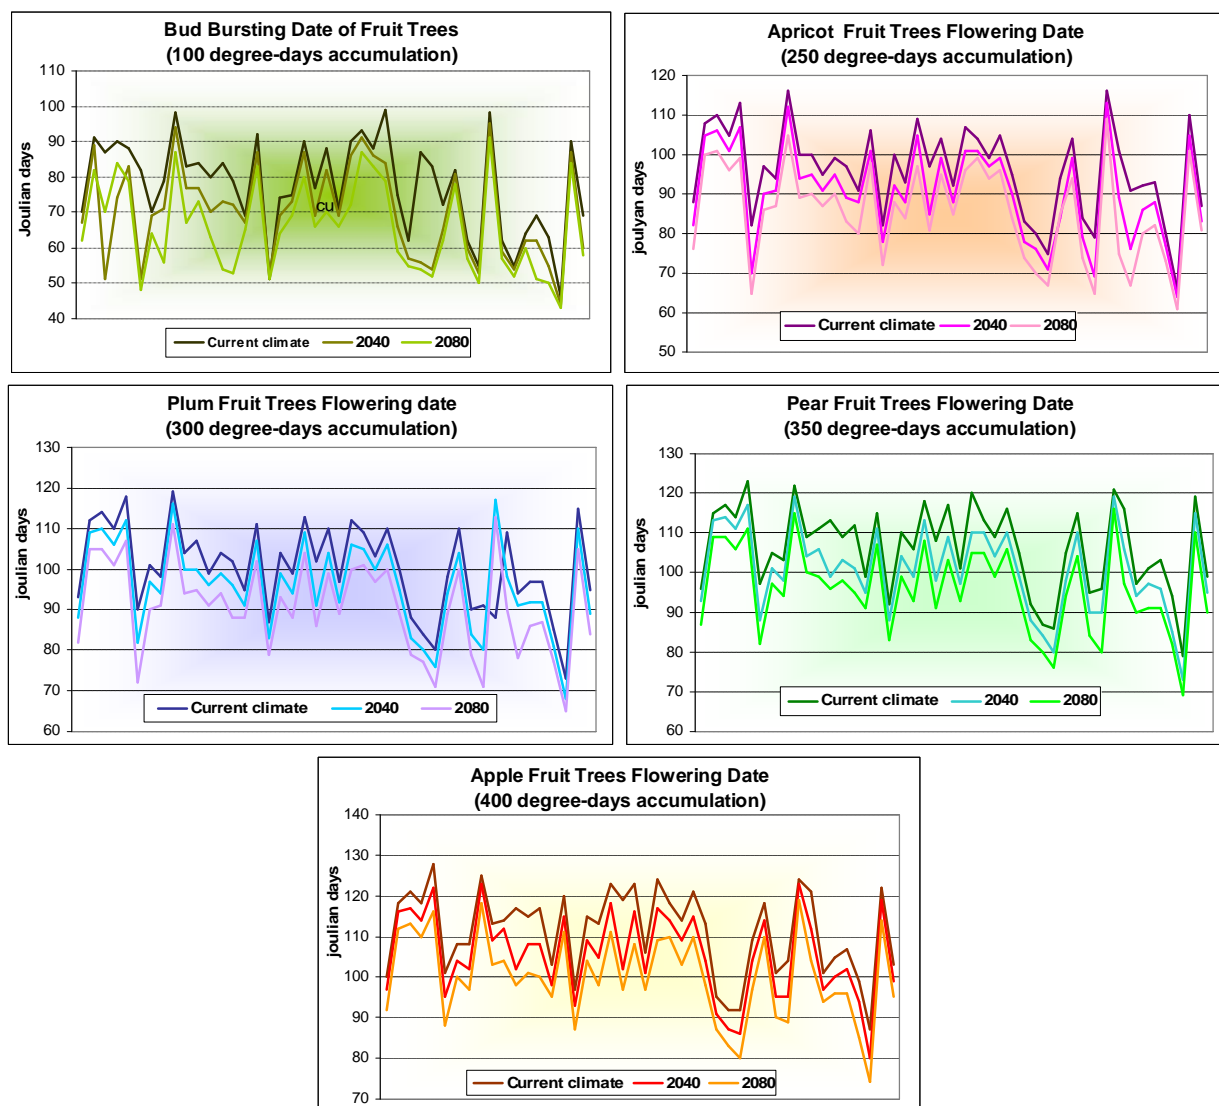 Bud Bursting Date of Fruit Trees
(100 degree-days accumulation)
Joulian days
110
100
90
80
70
60
50
40
cu
Current climate 2040 2080
Apricot Fruit Trees Flowering Date
(250 degree-days accumulation)
joulyan days
120
110
100
90
80
70
60
50
Current climate 2040 2080
Plum Fruit Trees Flowering date
(300 degree-days accumulation)
joulian days
130
120
110
100
90
80
70
60
Current climate 2040 2080
Pear Fruit Trees Flowering Date
(350 degree-days accumulation)
joulian days
130
120
110
100
90
80
70
60
Current climate 2040 2080
Apple Fruit Trees Flowering Date
(400 degree-days accumulation)
joulian days
140
130
120
110
100
90
80
70
Current climate 2040 2080